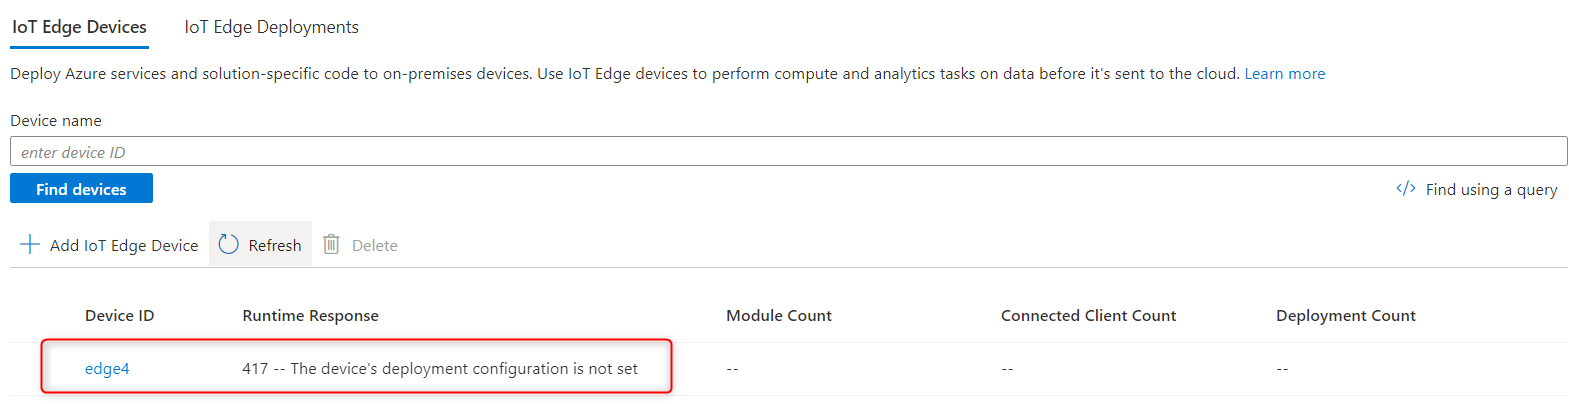 IoT Edge Devices IoT Edge Deployments
Deploy Azure services and solution-specific code to on-premises devices. Use IoT Edge devices to perform compute and analytics tasks on data before it's sent to the cloud. Learn more
Device name
enter device ID
Find devices </> Find using a query
Add IoT Edge Device Refresh Delete
Device ID Runtime Response Module Count Connected Client Count Deployment Count
edge4 417 -- The device's deployment configuration is not set -- -- --